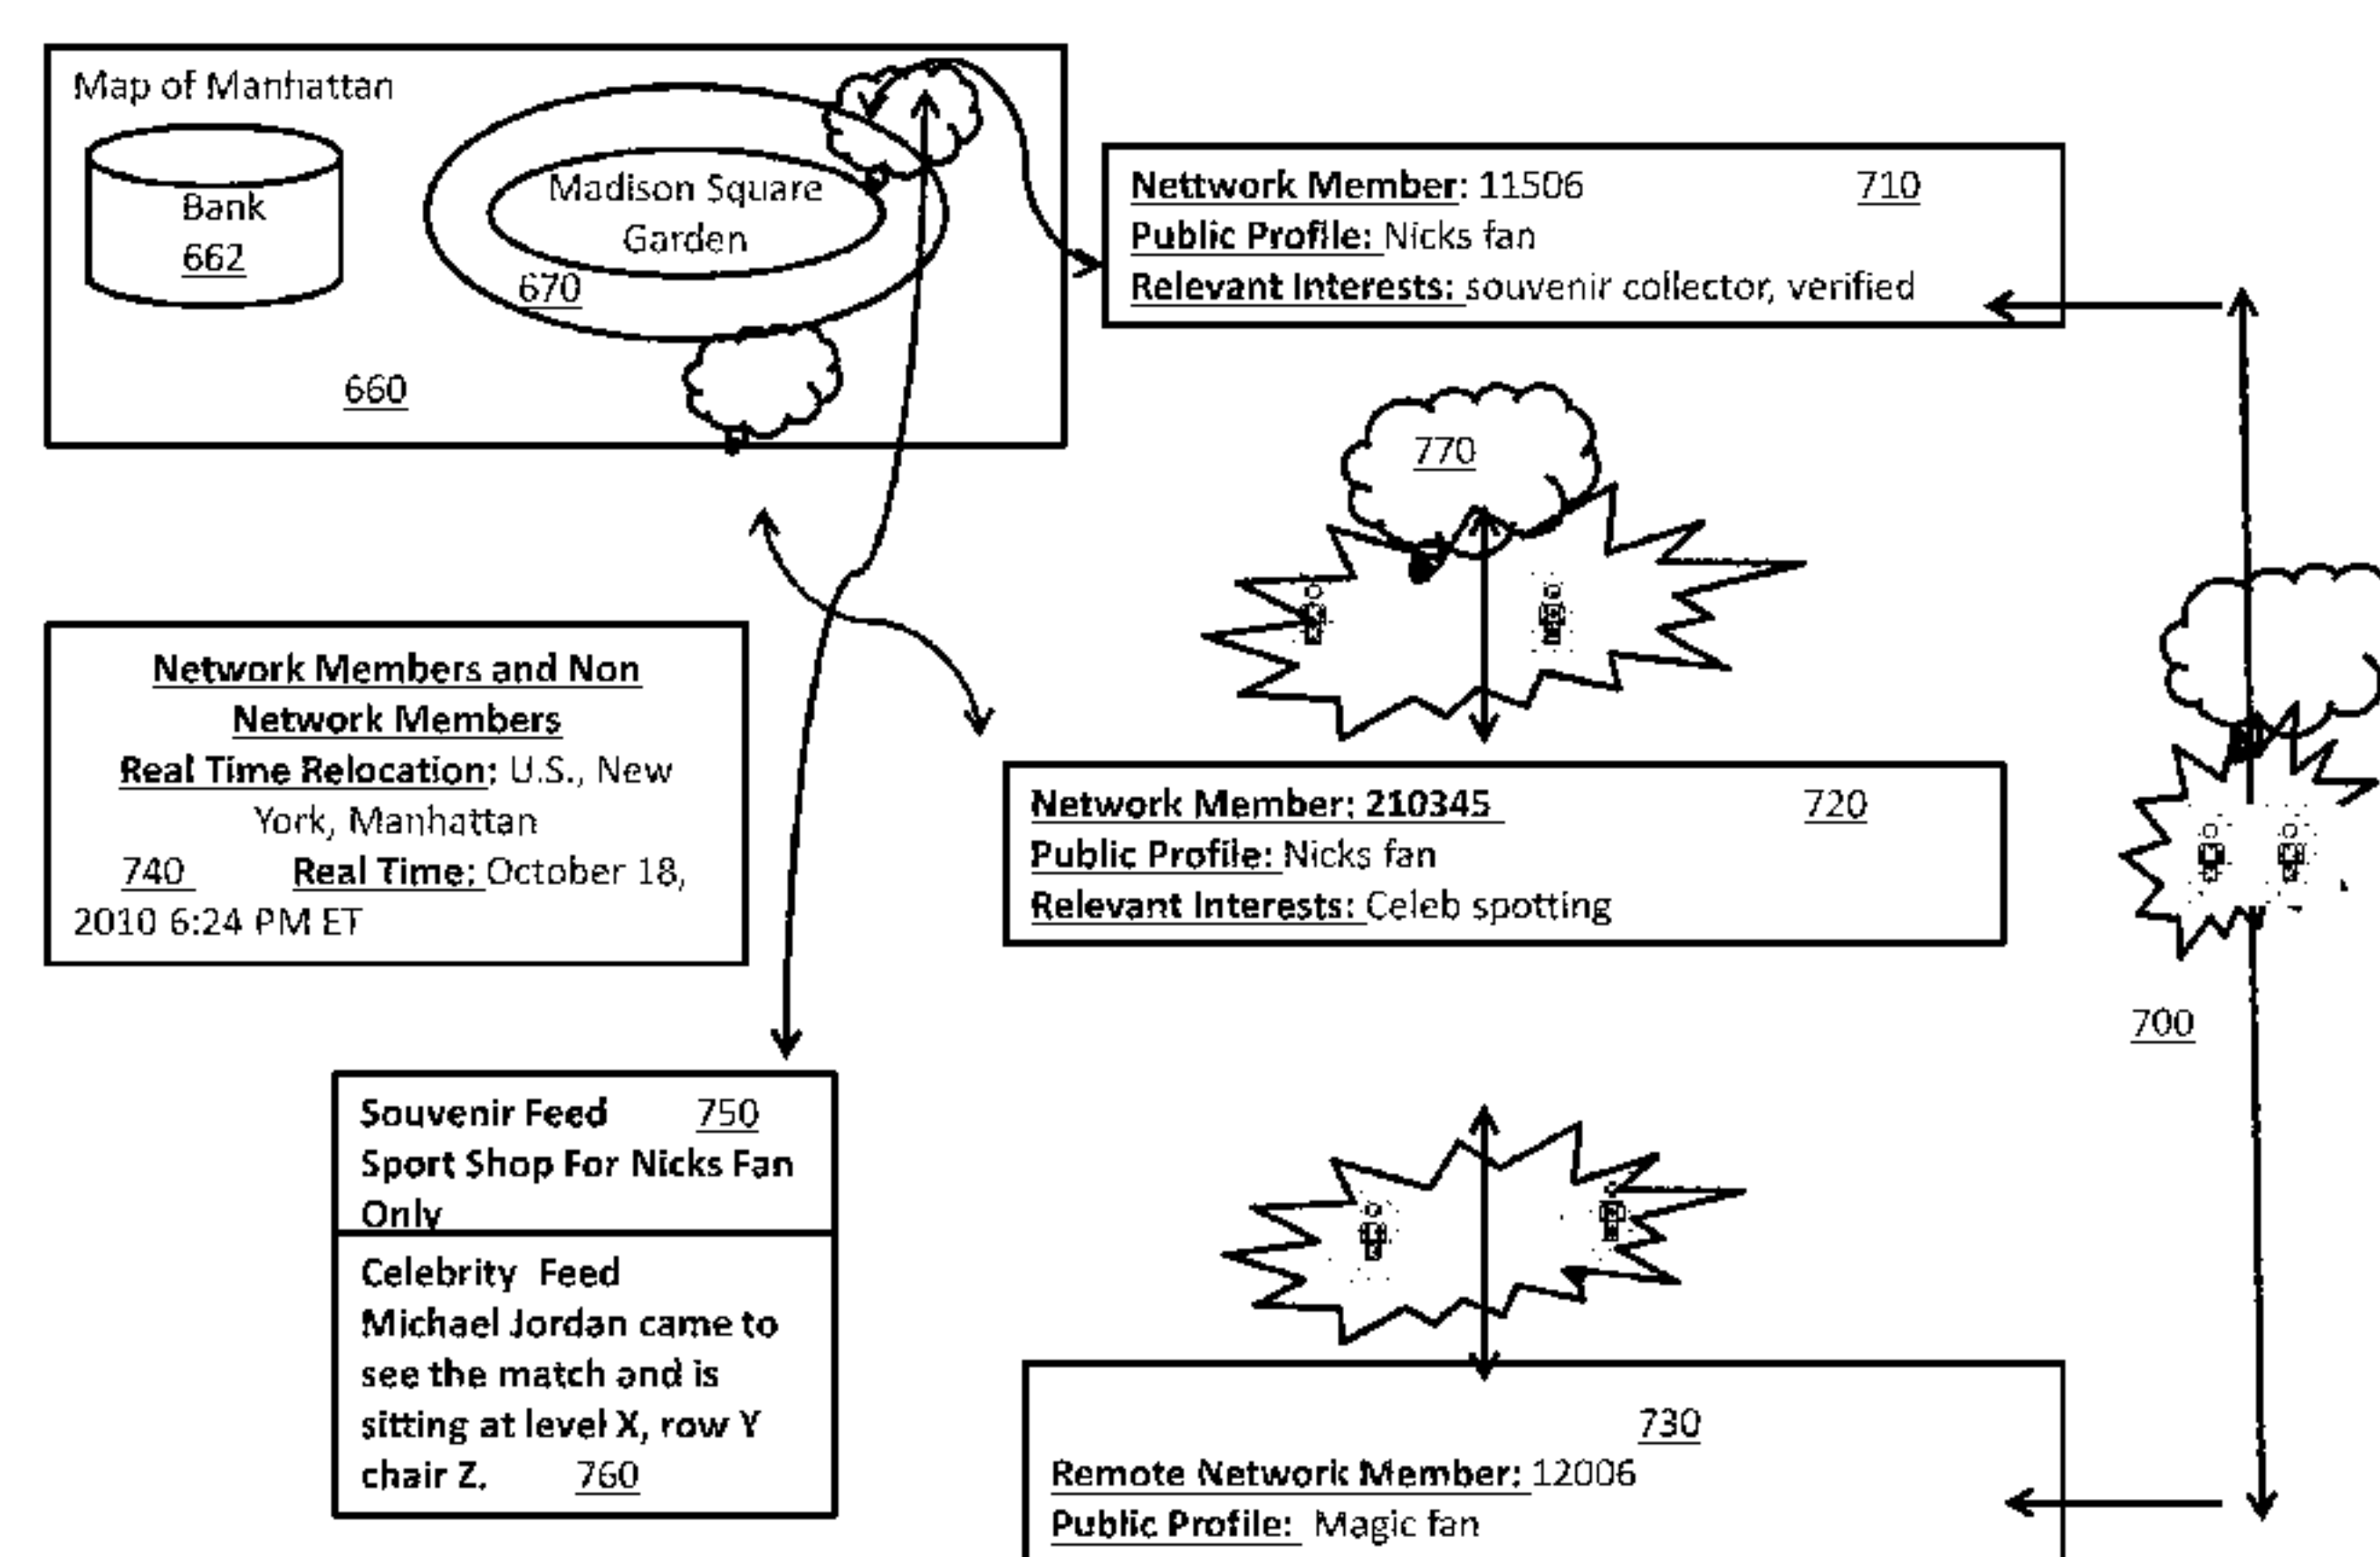 Map of Manhattan
Bank
662
Madison Square
Garden
670
660
Nettwork Member: 11506 710
Public Profile: Nicks fan
Relevant Interests: souvenir collector, verified
770
Network Members and Non
Network Members
Real Time Relocation: U.S., New
York, Manhattan
740 Real Time: October 18,
2010 6:24 PM ET
Network Member: 210345 720
Public Profile: Nicks fan
Relevant Interests: Celeb spotting
700
Souvenir Feed 750
Sport Shop For Nicks Fan
Only
Celebrity Feed
Michael Jordan came to
see the match and is
sitting at level X, row Y
chair Z. 760
730
Remote Network Member: 12006
Public Profile: Magic fan